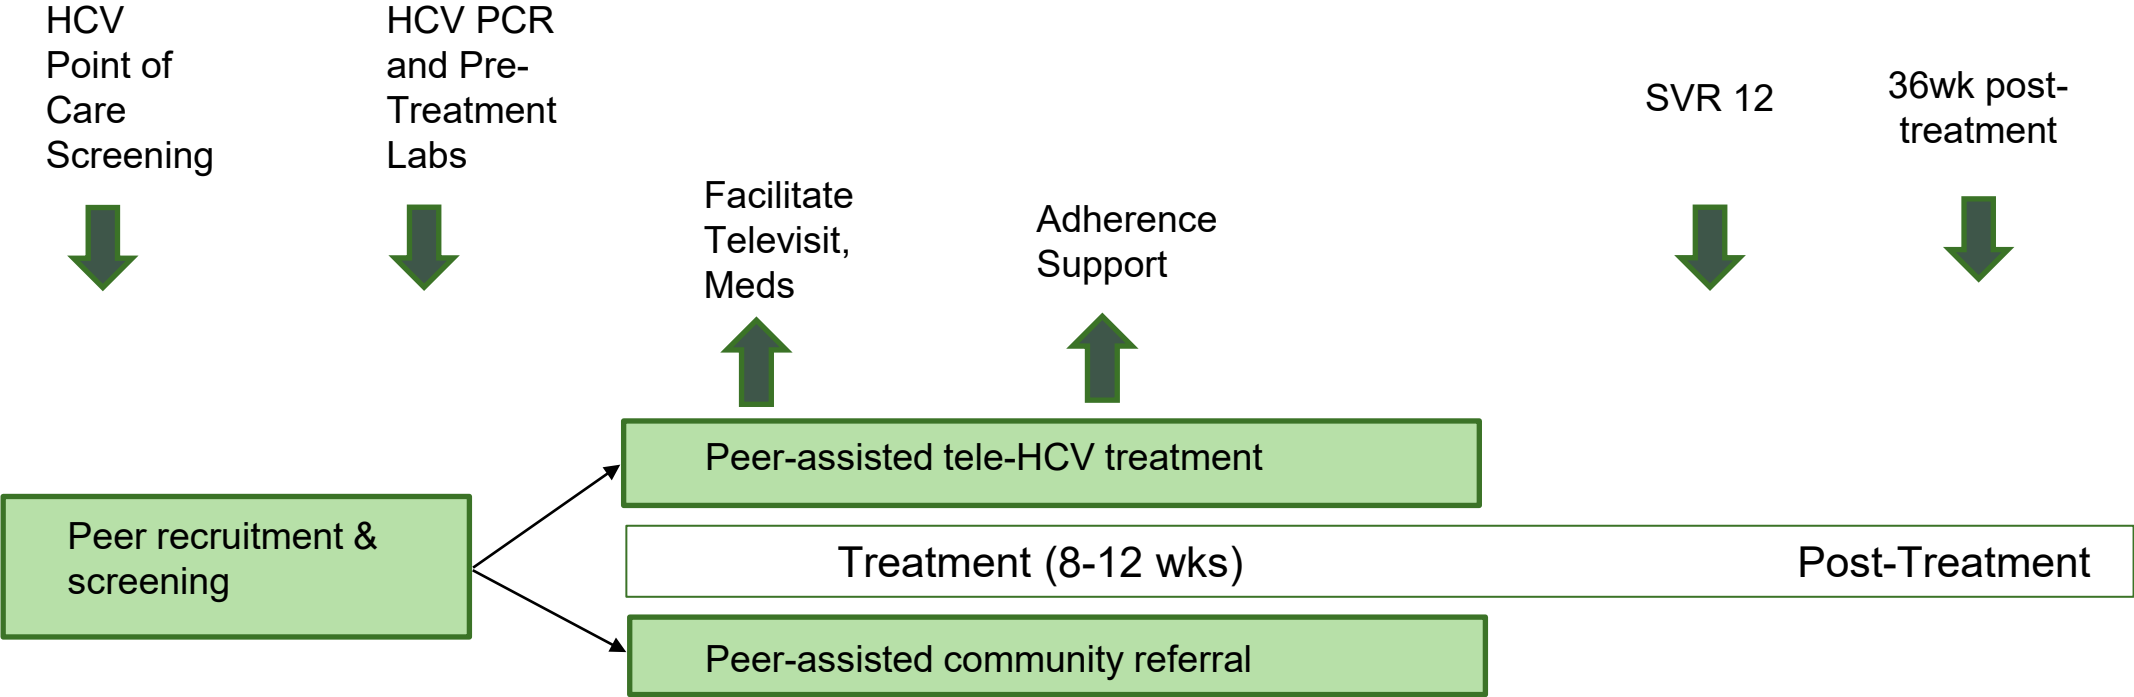 HCV
Point of
Care
Screening
HCV PCR
and Pre-
Treatment
Labs
Facilitate
Televisit,
Meds
Adherence
Support
SVR 12
36wk post-
treatment
Peer recruitment &
screening
Peer-assisted tele-HCV treatment
Treatment (8-12 wks)
Post-Treatment
Peer-assisted community referral